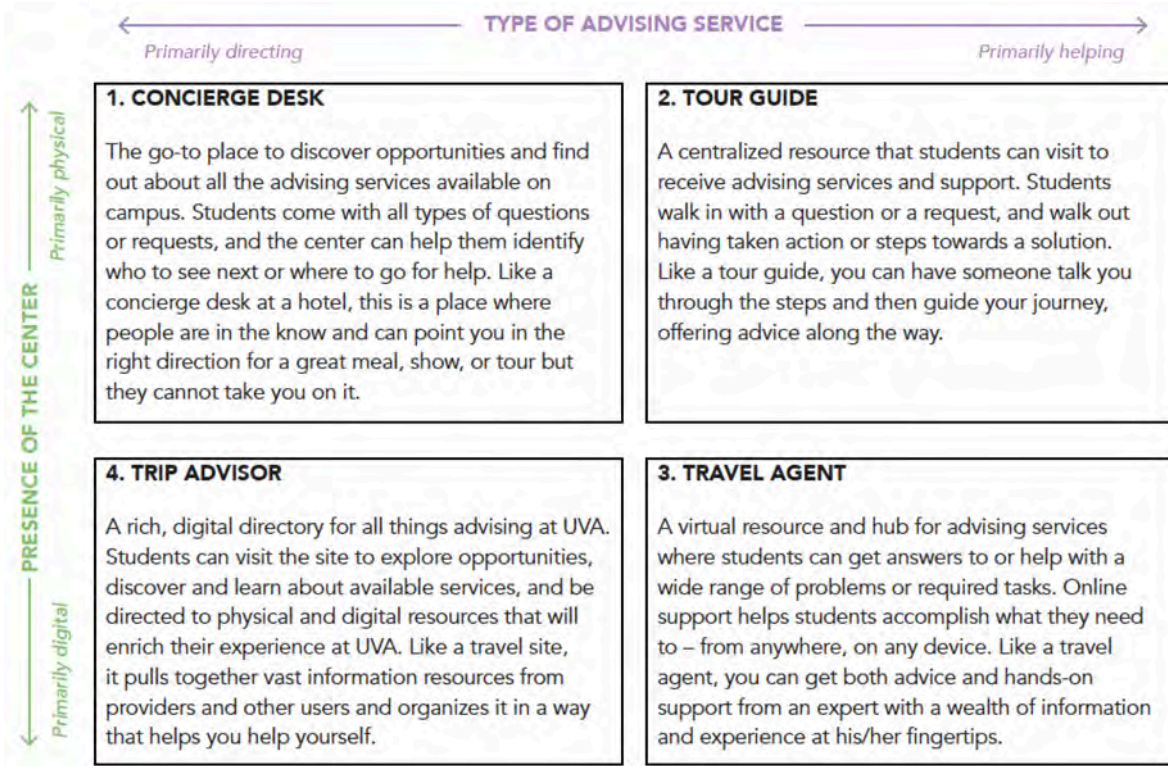 TYPE OF ADVISING SERVICE
Primarily directing
Primarily helping
PRESENCE OF THE CENTER
Primarily physical
Primarily digital
1. CONCIERGE DESK
The go-to place to discover opportunities and find
out about all the advising services available on
campus. Students come with all types of questions
or requests, and the center can help them identify
who to see next or where to go for help. Like a
concierge desk at a hotel, this is a place where
people are in the know and can point you in the
right direction for a great meal, show, or tour but
they cannot take you on it.
2. TOUR GUIDE
A centralized resource that students can visit to
receive advising services and support. Students
walk in with a question or a request, and walk out
having taken action or steps towards a solution.
Like a tour guide, you can have someone talk you
through the steps and then guide your journey,
offering advice along the way.
4. TRIP ADVISOR
A rich, digital directory for all things advising at UVA.
Students can visit the site to explore opportunities,
discover and learn about available services, and be
directed to physical and digital resources that will
enrich their experience at UVA. Like a travel site,
it pulls together vast information resources from
providers and other users and organizes it in a way
that helps you help yourself.
3. TRAVEL AGENT
A virtual resource and hub for advising services
where students can get answers to or help with a
wide range of problems or required tasks. Online
support helps students accomplish what they need
to – from anywhere, on any device. Like a travel
agent, you can get both advice and hands-on
support from an expert with a wealth of information
and experience at his/her fingertips.